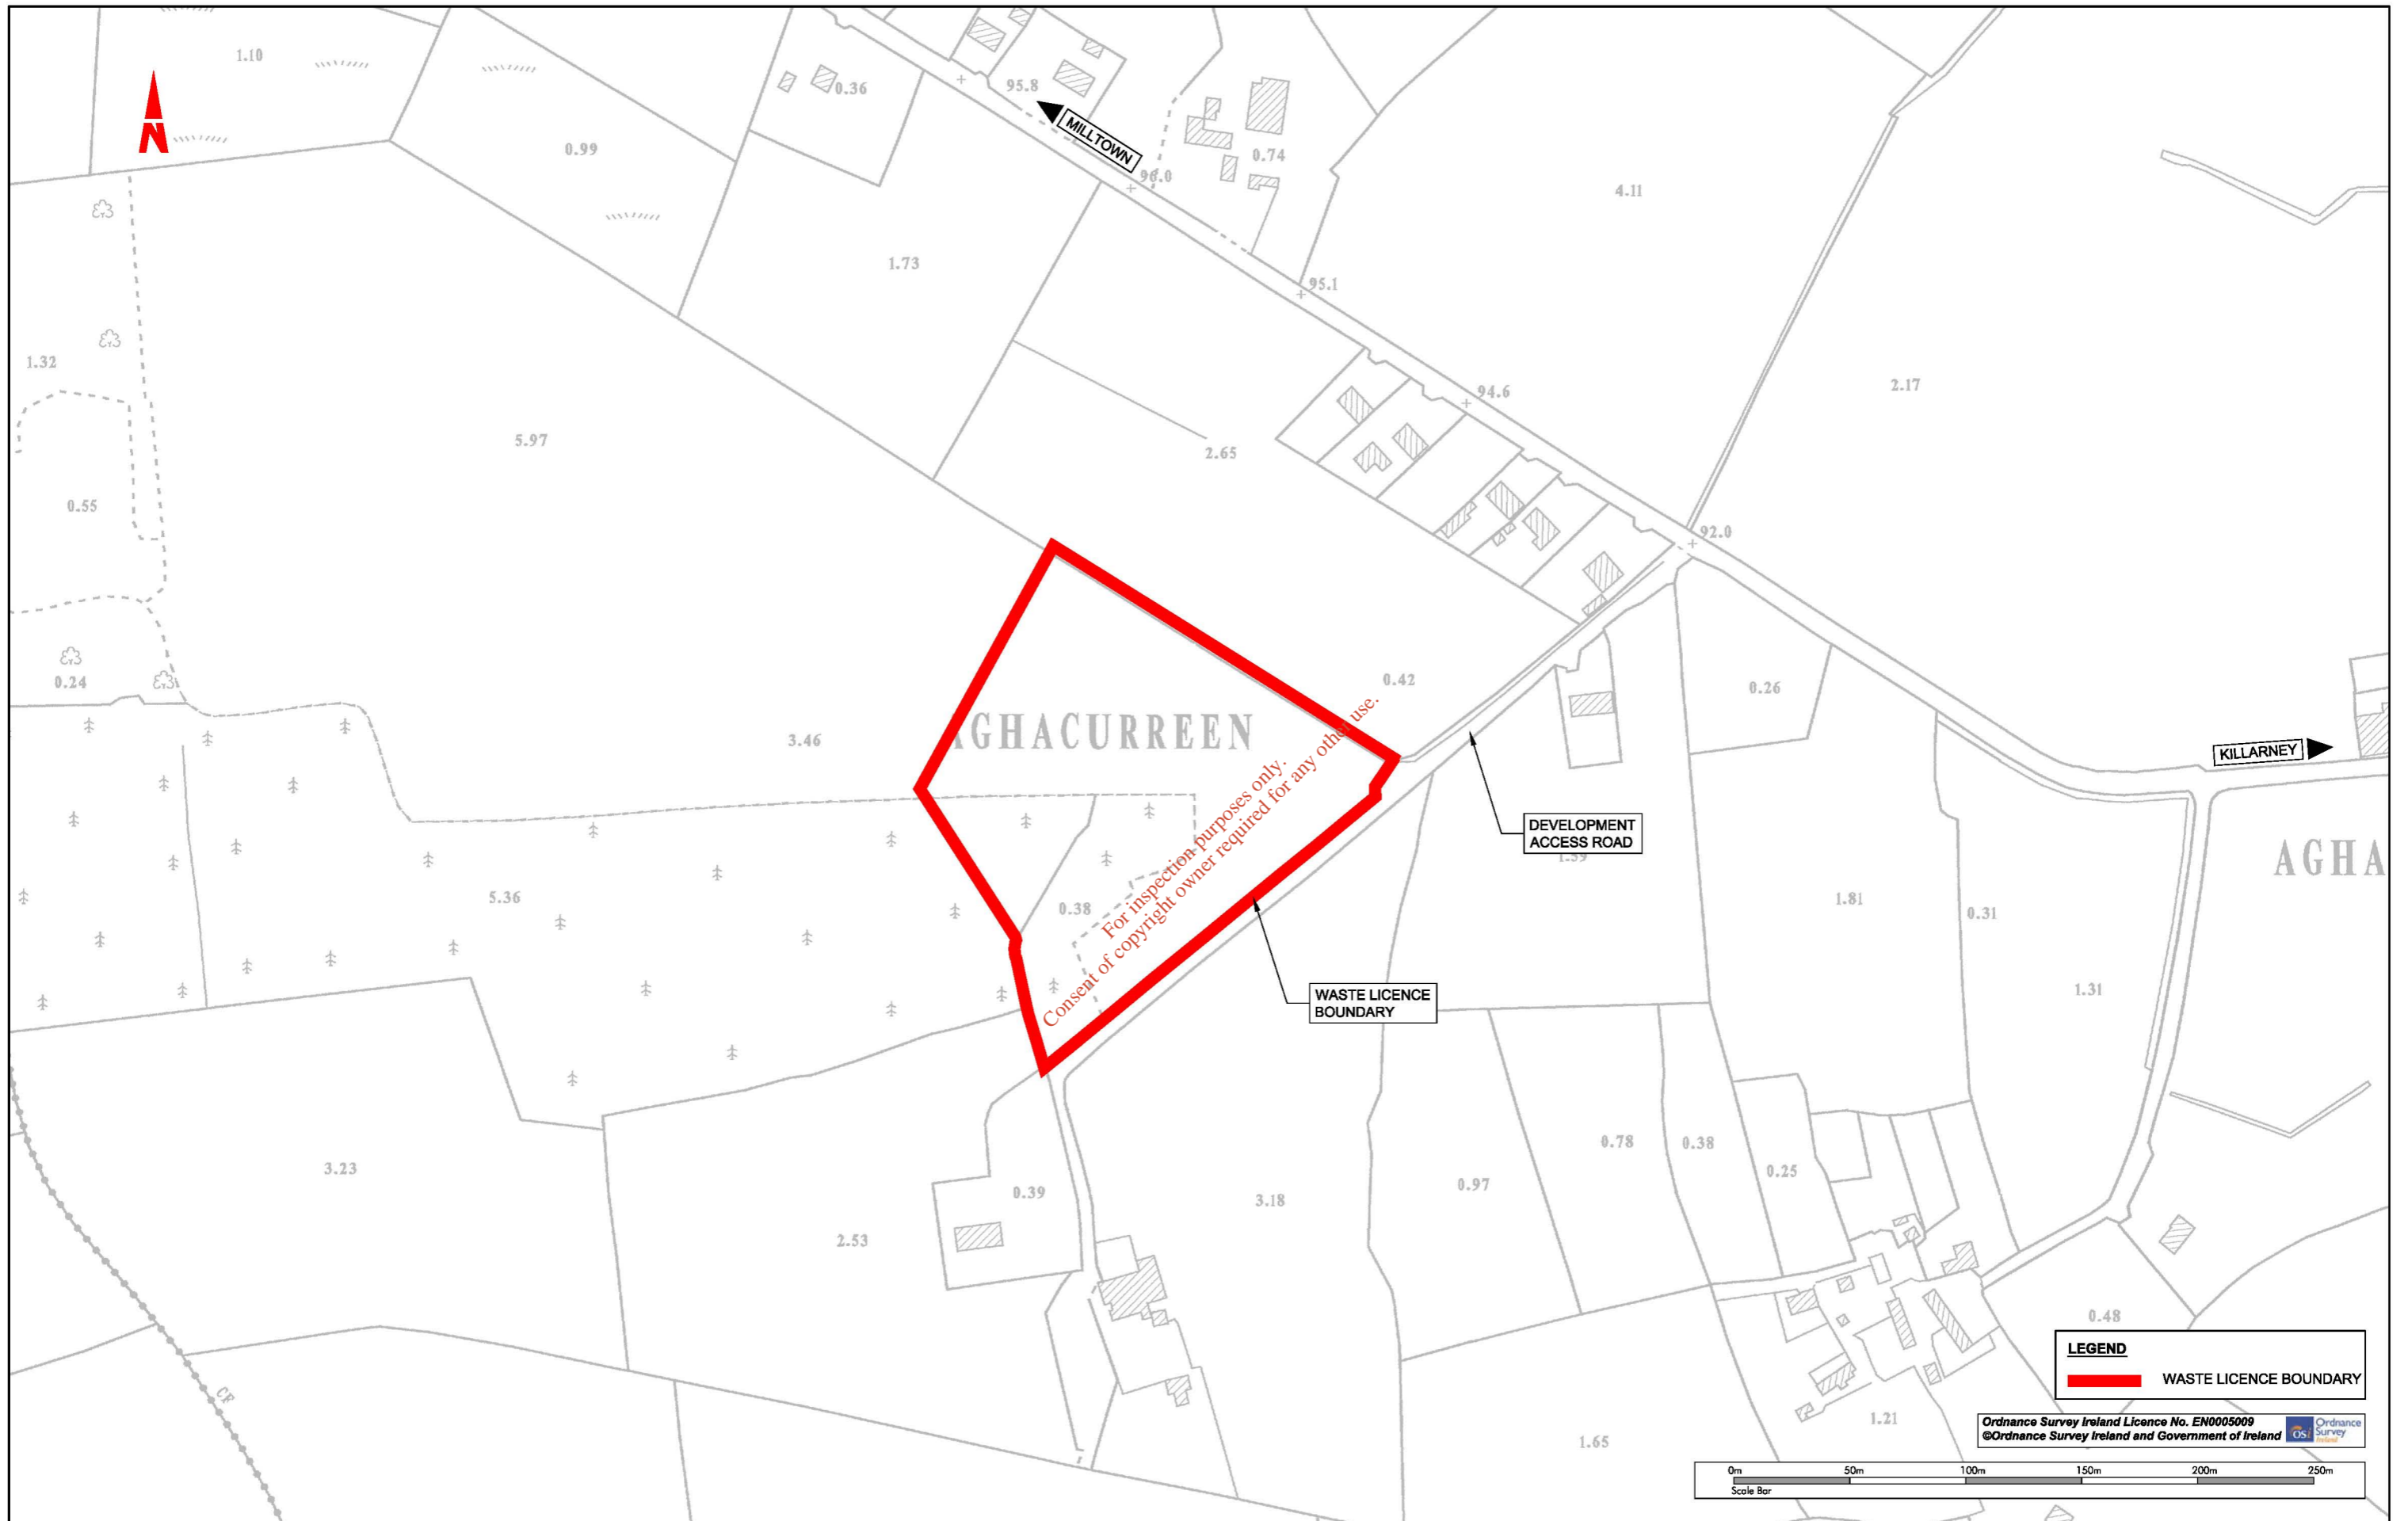 1.10
N
95.8
0.36
MILLTOWN
0.99
0.74
96.0
4.11
1.73
95.1
1.32
2.17
94.6
5.97
2.65
0.55
92.0
0.24
0.42
0.26
3.46
AGHACURREEN
KILLARNEY
DEVELOPMENT
ACCESS ROAD
1.59
AGHA
5.36
0.38
1.81
0.31
For inspection purposes only.
Consent of copyright owner required for any other use.
WASTE LICENCE
BOUNDARY
1.31
3.23
0.78
0.38
0.25
0.39
3.18
0.97
2.53
0.48
CF
LEGEND
WASTE LICENCE BOUNDARY
1.21
1.65
Ordnance Survey Ireland Licence No. EN0005009
©Ordnance Survey Ireland and Government of Ireland
OSi
Ordnance
Survey
Ireland
0m 50m 100m 150m 200m 250m
Scale Bar